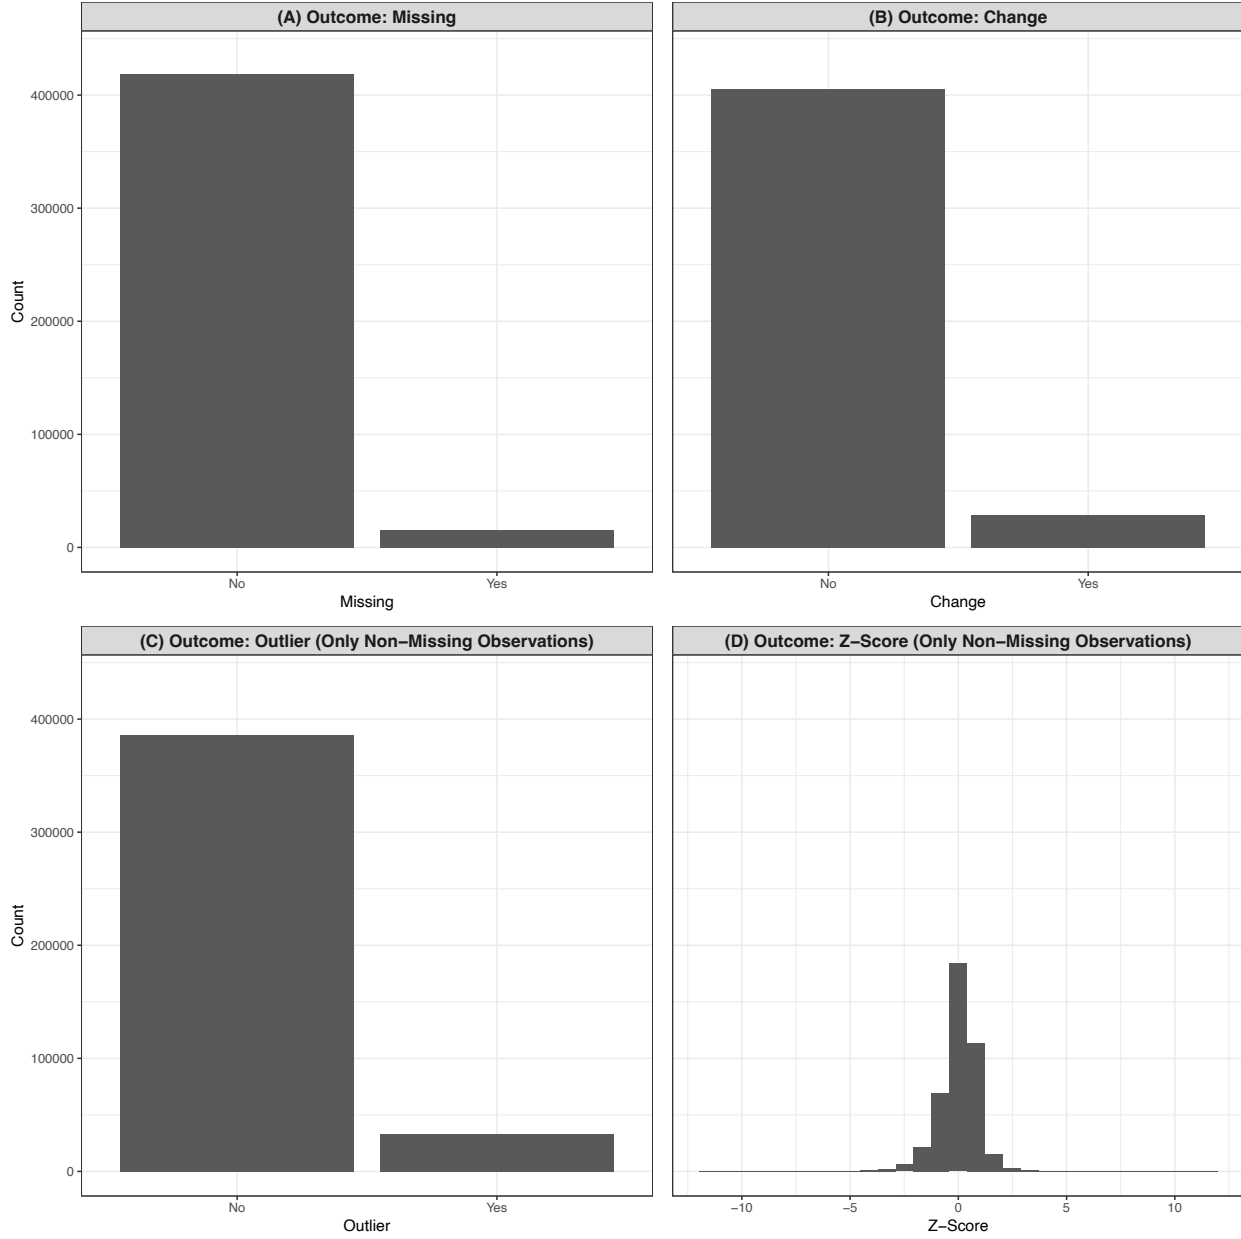 (A) Outcome: Missing
(B) Outcome: Change
400000
300000
200000
100000
0
Count
No
Yes
Missing
No
Yes
Change
(C) Outcome: Outlier (Only Non−Missing Observations)
(D) Outcome: Z−Score (Only Non−Missing Observations)
400000
300000
200000
100000
0
Count
No
Yes
Outlier
−10
−5
0
5
10
Z−Score